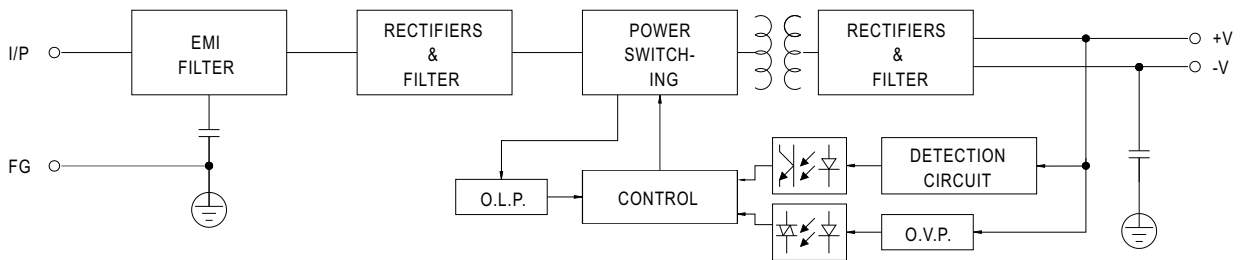 I/P
EMI
FILTER
RECTIFIERS
&
FILTER
POWER
SWITCH-
ING
RECTIFIERS
&
FILTER
+V
-V
FG
O.L.P.
CONTROL
DETECTION
CIRCUIT
O.V.P.